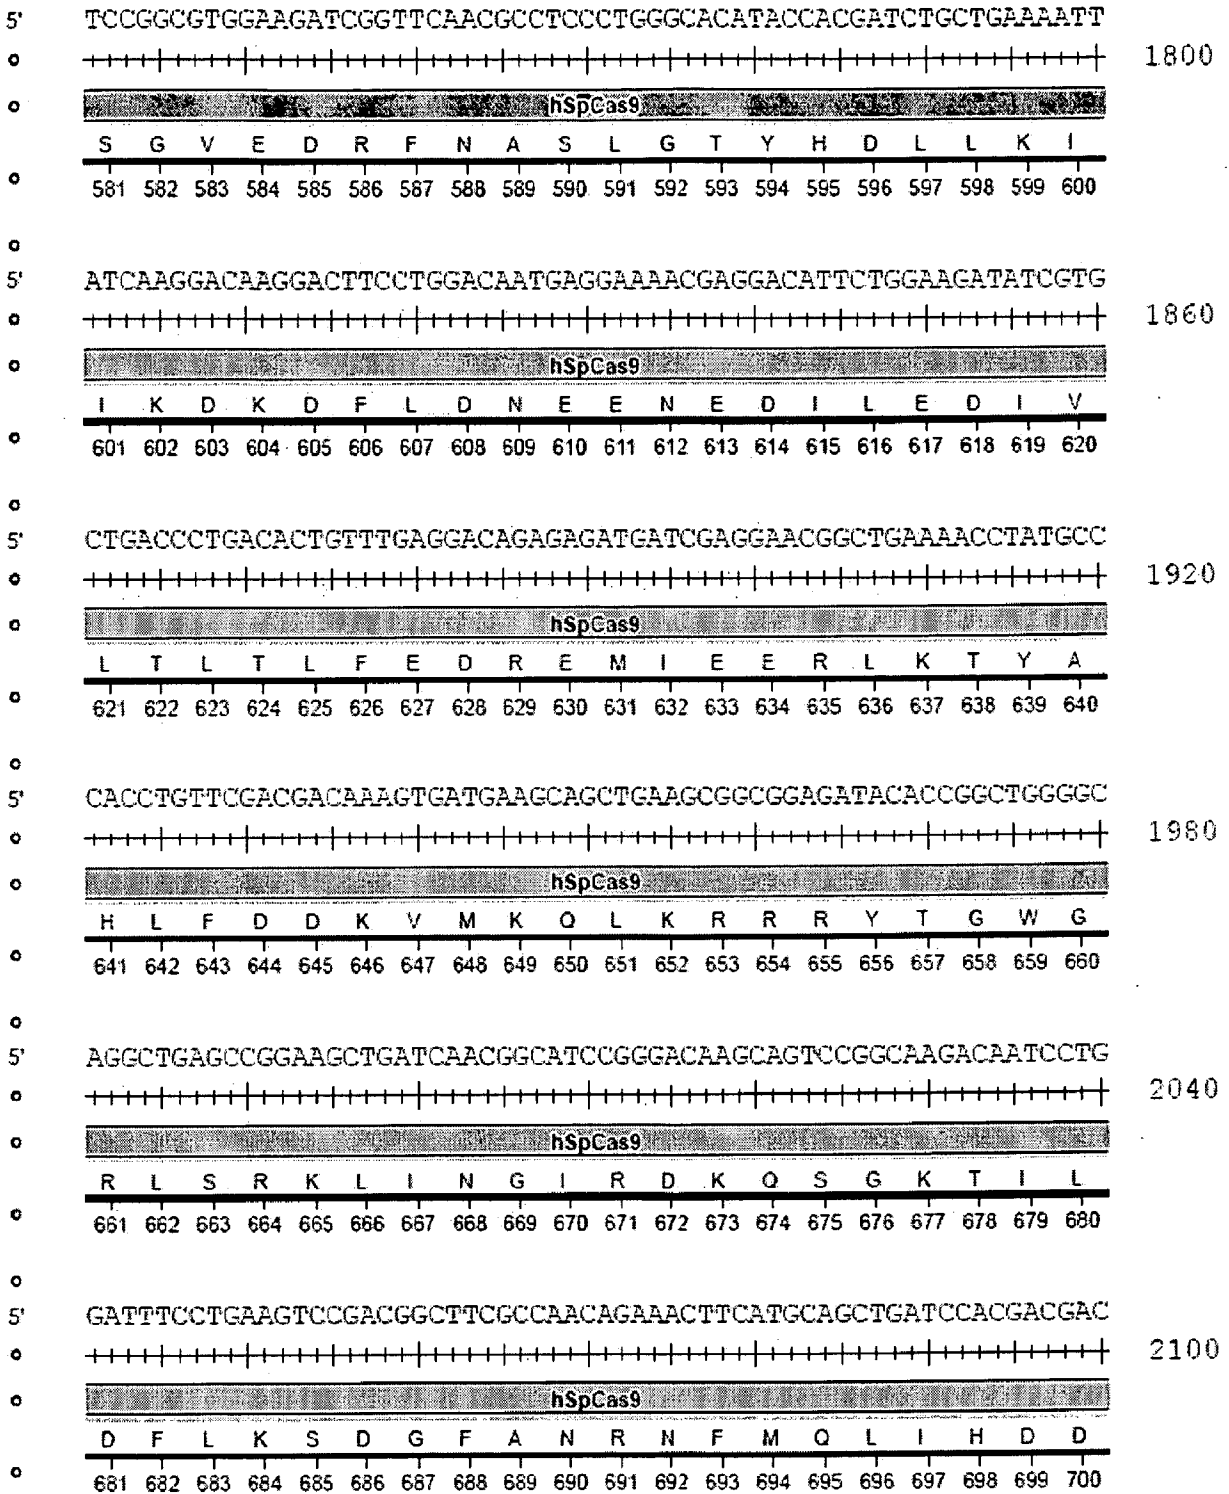 5' TCCGGCGTGGAAGATCGGTTCAACGCCTCCCTGGGCACATACCACGATCTGCTGAAAATT
1800
hSpCas9
S G V E D R F N A S L G T Y H D L L K I
581 582 583 584 585 586 587 588 589 590 591 592 593 594 595 596 597 598 599 600
5' ATCAAGGACAAGGACTTCCTGGACAATGAGGAAAACGAGGACATTCTGGAAGATATCGTG
1860
hSpCas9
I K D K D F L D N E E N E D I L E D I V
601 602 603 604 605 606 607 608 609 610 611 612 613 614 615 616 617 618 619 620
5' CTGACCCTGACACTGTTTGAGGACAGAGAGATGATCGAGGAACGGCTGAAAACCTATGCC
1920
hSpCas9
L T L T L F E D R E M I E E R L K T Y A
621 622 623 624 625 626 627 628 629 630 631 632 633 634 635 636 637 638 639 640
5' CACCTGTTCGACGACAAAGTGATGAAGCAGCTGAAGCGGCGGAGATACACCGGCTGGGGC
1980
hSpCas9
H L F D D K V M K Q L K R R R Y T G W G
641 642 643 644 645 646 647 648 649 650 651 652 653 654 655 656 657 658 659 660
5' AGGCTGAGCCGGAAGCTGATCAACGGCATCCGGGACAAGCAGTCCGGCAAGACAATCCTG
2040
hSpCas9
R L S R K L I N G I R D K Q S G K T I L
661 662 663 664 665 666 667 668 669 670 671 672 673 674 675 676 677 678 679 680
5' GATTTCCTGAAGTCCGACGGCTTCGCCAACAGAAACTTCATGCAGCTGATCCACGACGAC
2100
hSpCas9
D F L K S D G F A N R N F M Q L I H D D
681 682 683 684 685 686 687 688 689 690 691 692 693 694 695 696 697 698 699 700